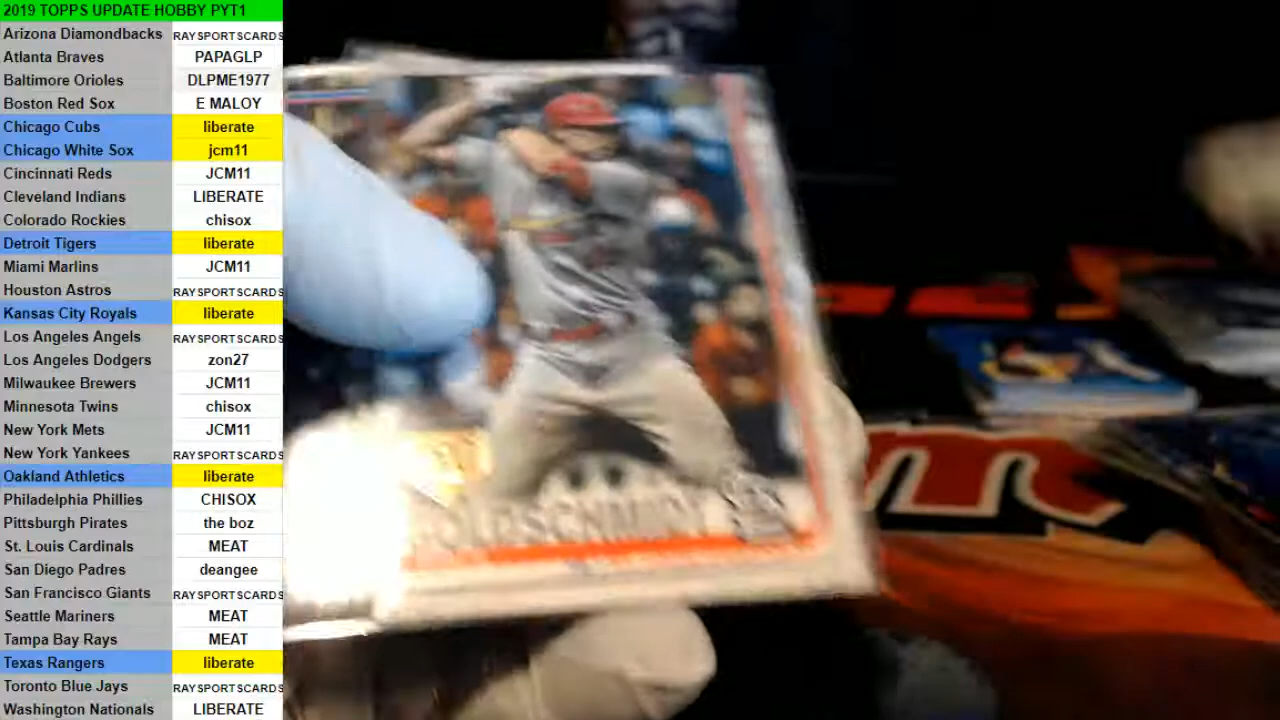 2019 TOPPS UPDATE HOBBY PYT1
Arizona Diamondbacks RAYSPORTSCARDS
Atlanta Braves PAPAGLP
Baltimore Orioles DLPME1977
Boston Red Sox E MALOY
Chicago Cubs liberate
Chicago White Sox jcm11
Cincinnati Reds JCM11
Cleveland Indians LIBERATE
Colorado Rockies chisox
Detroit Tigers liberate
Miami Marlins JCM11
Houston Astros RAYSPORTSCARDS
Kansas City Royals liberate
Los Angeles Angels RAYSPORTSCARDS
Los Angeles Dodgers zon27
Milwaukee Brewers JCM11
Minnesota Twins chisox
New York Mets JCM11
New York Yankees RAYSPORTSCARDS
Oakland Athletics liberate
Philadelphia Phillies CHISOX
Pittsburgh Pirates the boz
St. Louis Cardinals MEAT
San Diego Padres deangee
San Francisco Giants RAYSPORTSCARDS
Seattle Mariners MEAT
Tampa Bay Rays MEAT
Texas Rangers liberate
Toronto Blue Jays RAYSPORTSCARDS
Washington Nationals LIBERATE